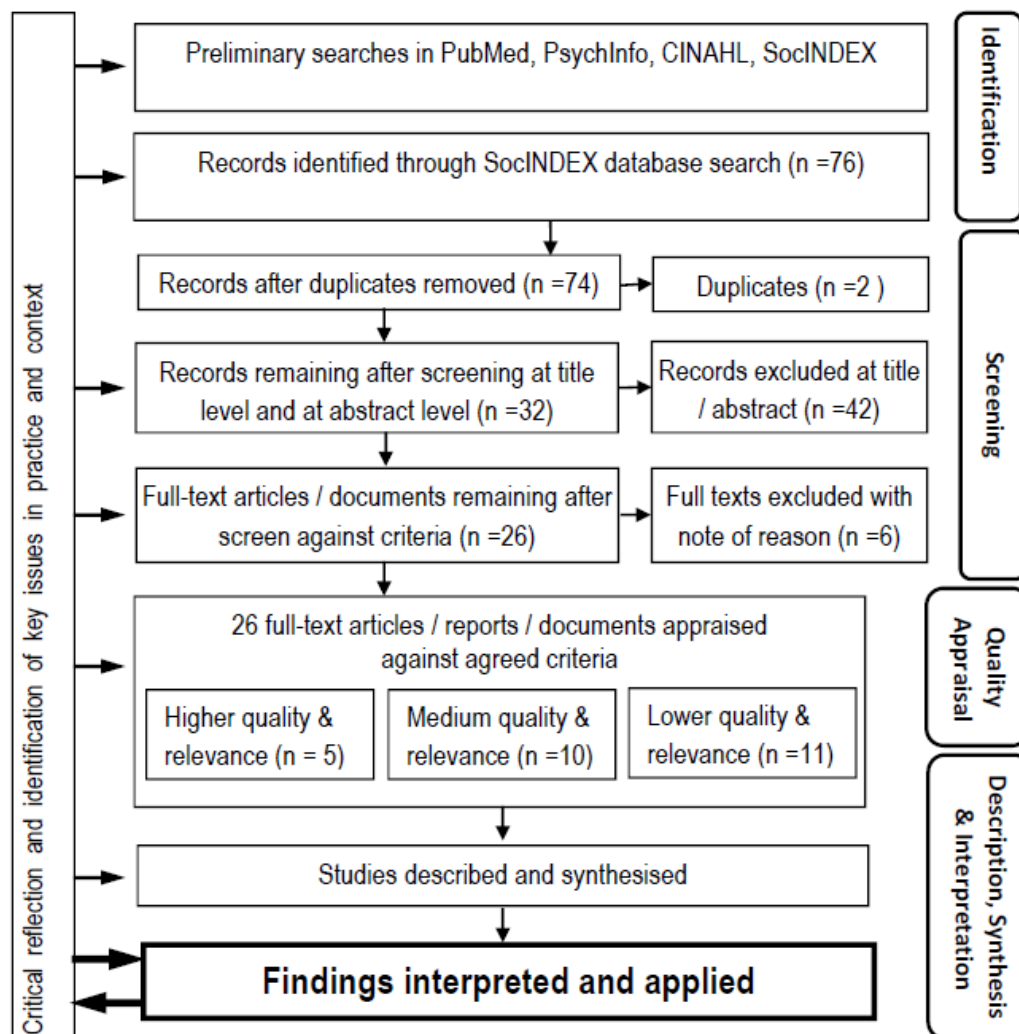 Critical reflection and identification of key issues in practice and context
Preliminary searches in PubMed, PsychInfo, CINAHL, SocINDEX
Records identified through SocINDEX database search (n =76)
Identification
Records after duplicates removed (n =74)
Duplicates (n =2 )
Records remaining after screening at title
level and at abstract level (n =32)
Records excluded at title
/ abstract (n =42)
Full-text articles / documents remaining after
screen against criteria (n =26)
Full texts excluded with
note of reason (n =6)
Screening
26 full-text articles / reports / documents appraised
against agreed criteria
Higher quality &
relevance (n = 5)
Medium quality &
relevance (n =10)
Lower quality &
relevance (n =11)
Quality
Appraisal
Studies described and synthesised
Findings interpreted and applied
Description, Synthesis
& Interpretation